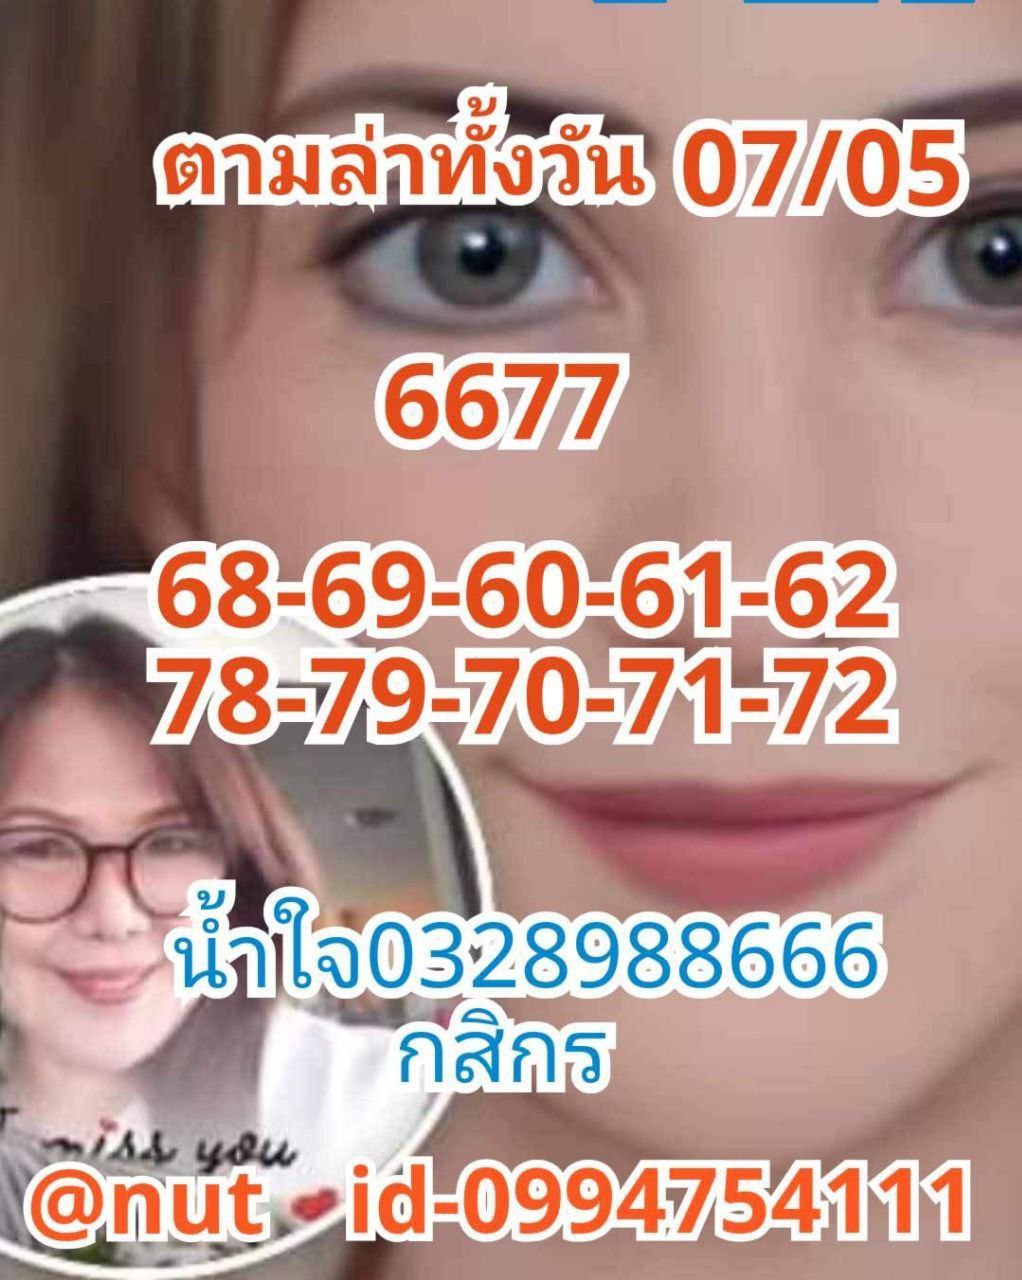 ตามล่าทั้งวัน 07/05
6677
68-69-60-61-62
78-79-70-71-72
น้ำใจ0328988666
กสิกร
miss you
@nut id-0994754111